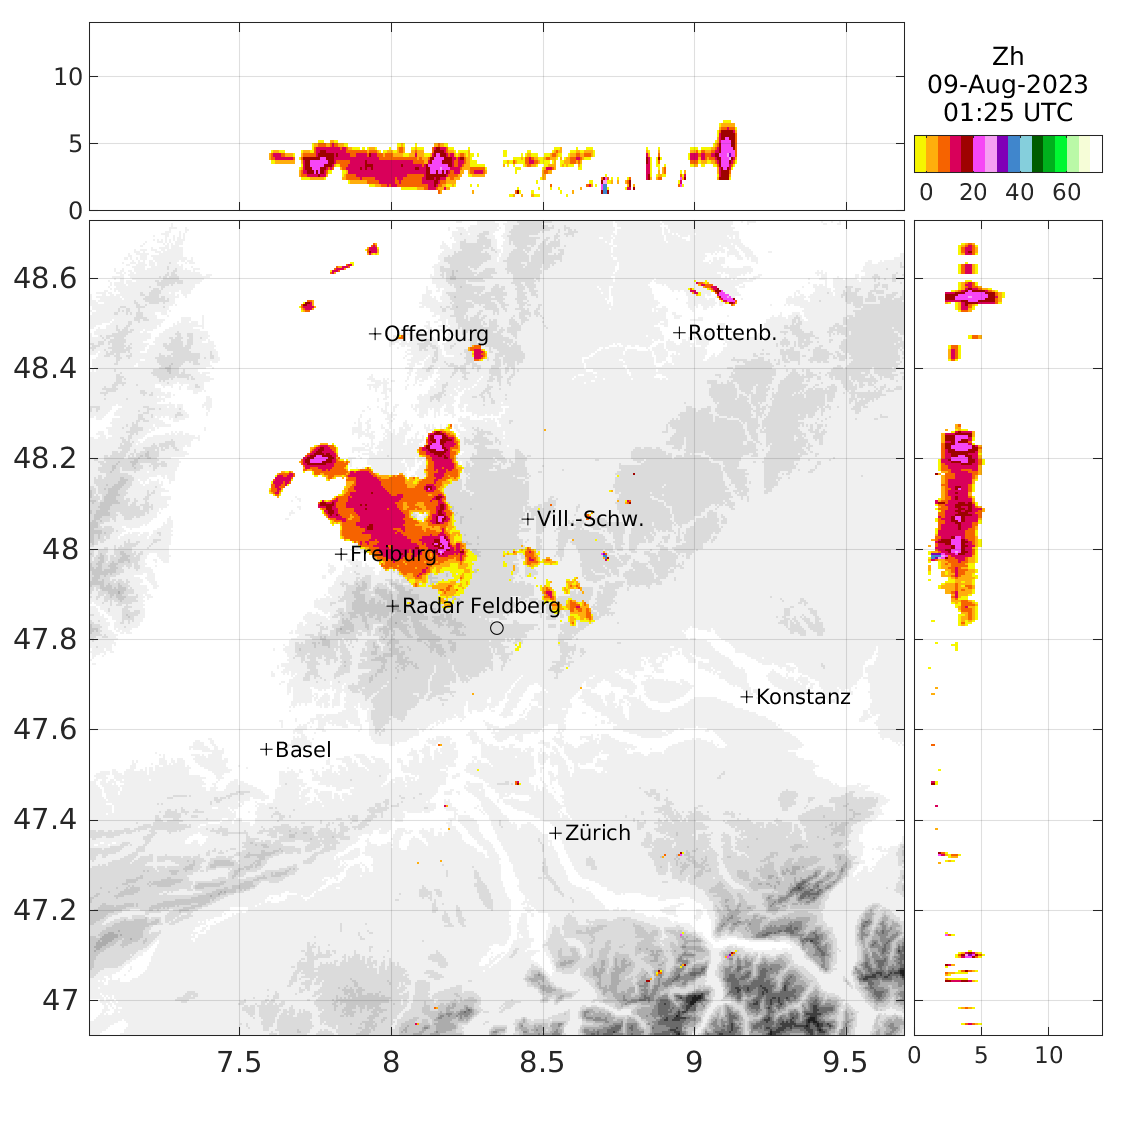 10
5
0
Zh
09-Aug-2023
01:25 UTC
0 20 40 60
48.6
48.4
48.2
48
47.8
47.6
47.4
47.2
47
Offenburg
Rottenb.
Vill.-Schw.
Freiburg
Radar Feldberg
Konstanz
Basel
Zürich
7.5 8 8.5 9 9.5
0 5 10